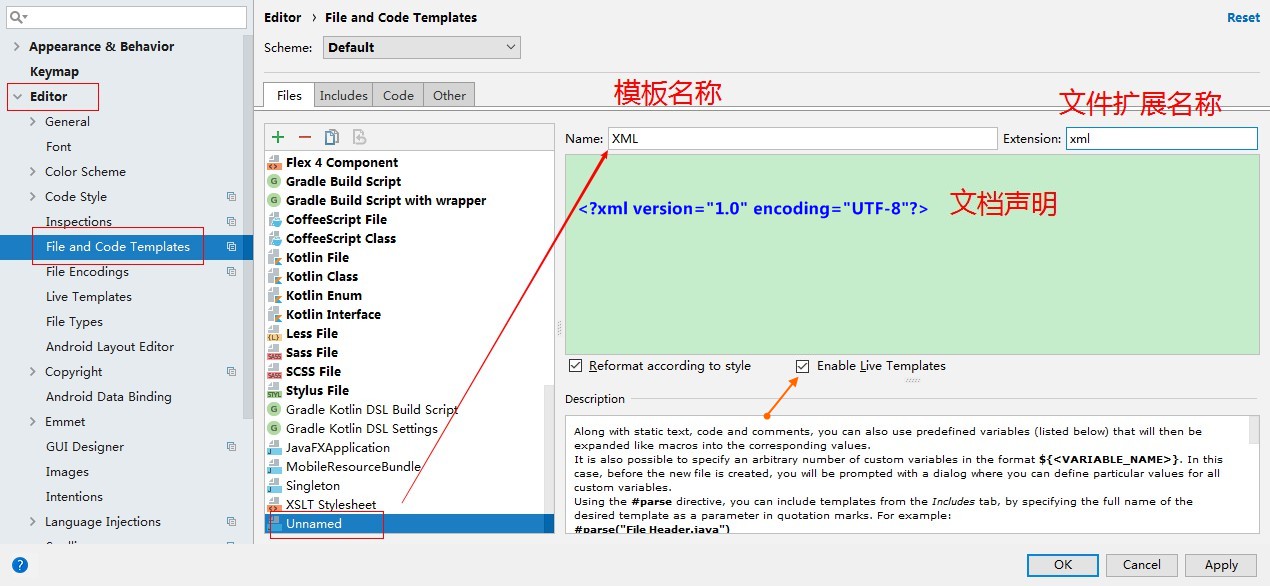 Editor › File and Code Templates
Reset
Scheme: Default
Appearance & Behavior
Keymap
Editor
General
Font
Color Scheme
Code Style
Inspections
File and Code Templates
File Encodings
Live Templates
File Types
Android Layout Editor
Copyright
Android Data Binding
Emmet
GUI Designer
Images
Intentions
Language Injections
Files
Includes
Code
Other
模板名称
文件扩展名称
Flex 4 Component
Gradle Build Script
Gradle Build Script with wrapper
CoffeeScript File
CoffeeScript Class
Kotlin File
Kotlin Class
Kotlin Enum
Kotlin Interface
Less File
Sass File
SCSS File
Stylus File
Gradle Kotlin DSL Build Script
Gradle Kotlin DSL Settings
JavaFXApplication
MobileResourceBundle
Singleton
XSLT Stylesheet
Unnamed
Name: XML
Extension: xml
<?xml version="1.0" encoding="UTF-8"?>
文档声明
Reformat according to style
Enable Live Templates
Description
Along with static text, code and comments, you can also use predefined variables (listed below) that will then be
expanded like macros into the corresponding values.
It is also possible to specify an arbitrary number of custom variables in the format ${<VARIABLE_NAME>}. In this
case, before the new file is created, you will be prompted with a dialog where you can define particular values for all
custom variables.
Using the #parse directive, you can include templates from the Includes tab, by specifying the full name of the
desired template as a parameter in quotation marks. For example:
#parse("File Header.java")
?
OK
Cancel
Apply